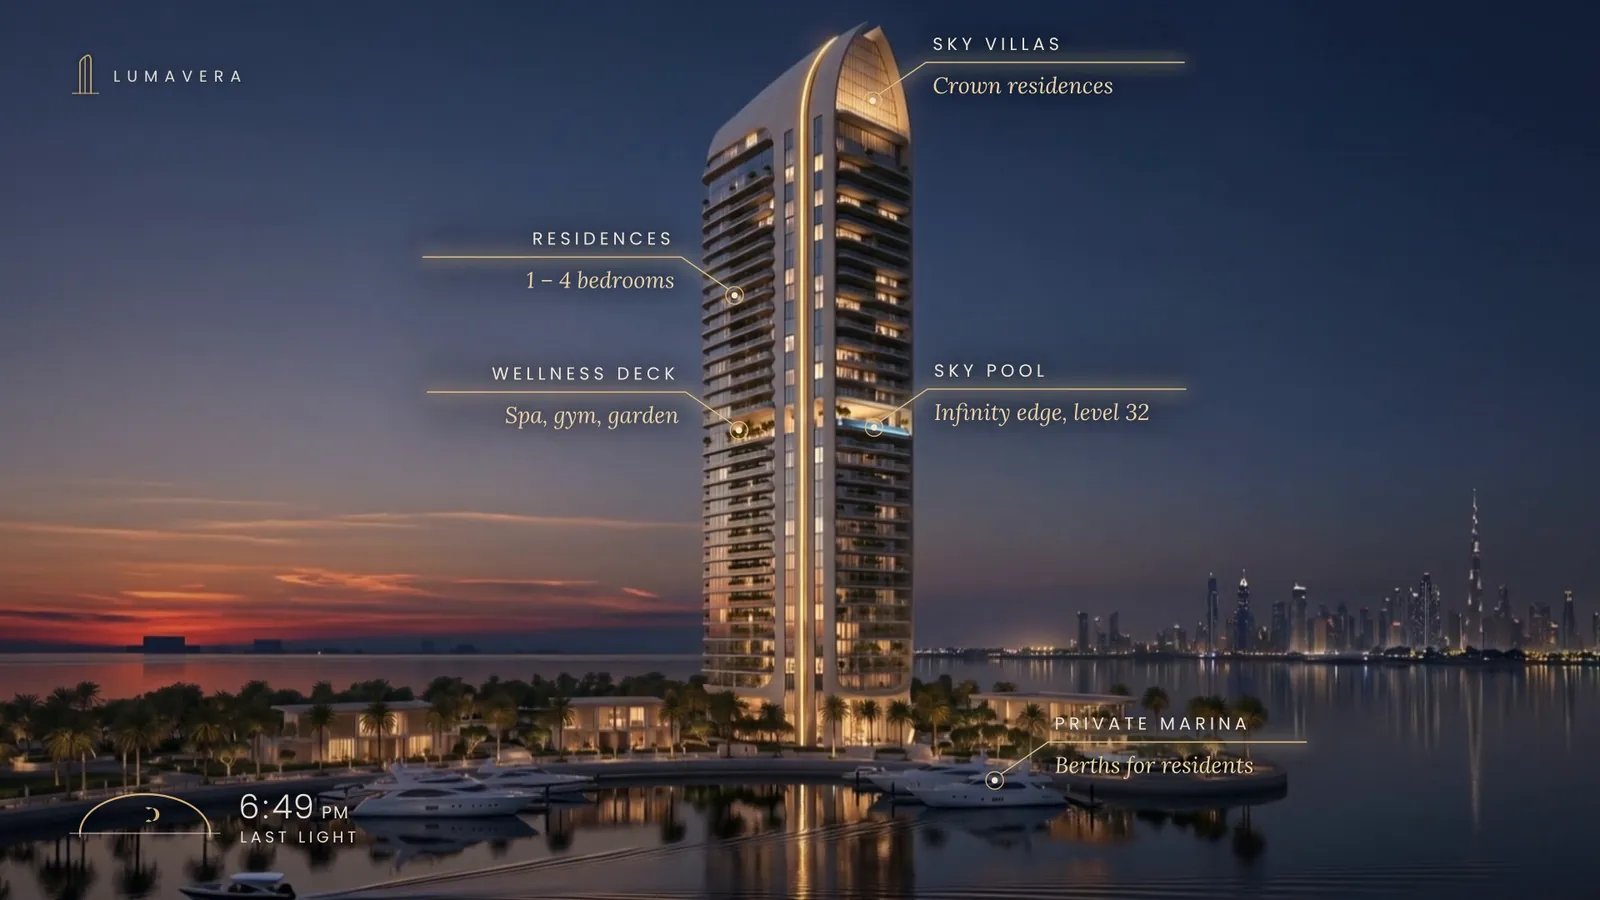 LUMAVERA
SKY VILLAS
Crown residences
RESIDENCES
1 – 4 bedrooms
WELLNESS DECK
Spa, gym, garden
SKY POOL
Infinity edge, level 32
PRIVATE MARINA
Berths for residents
6:49 PM
LAST LIGHT